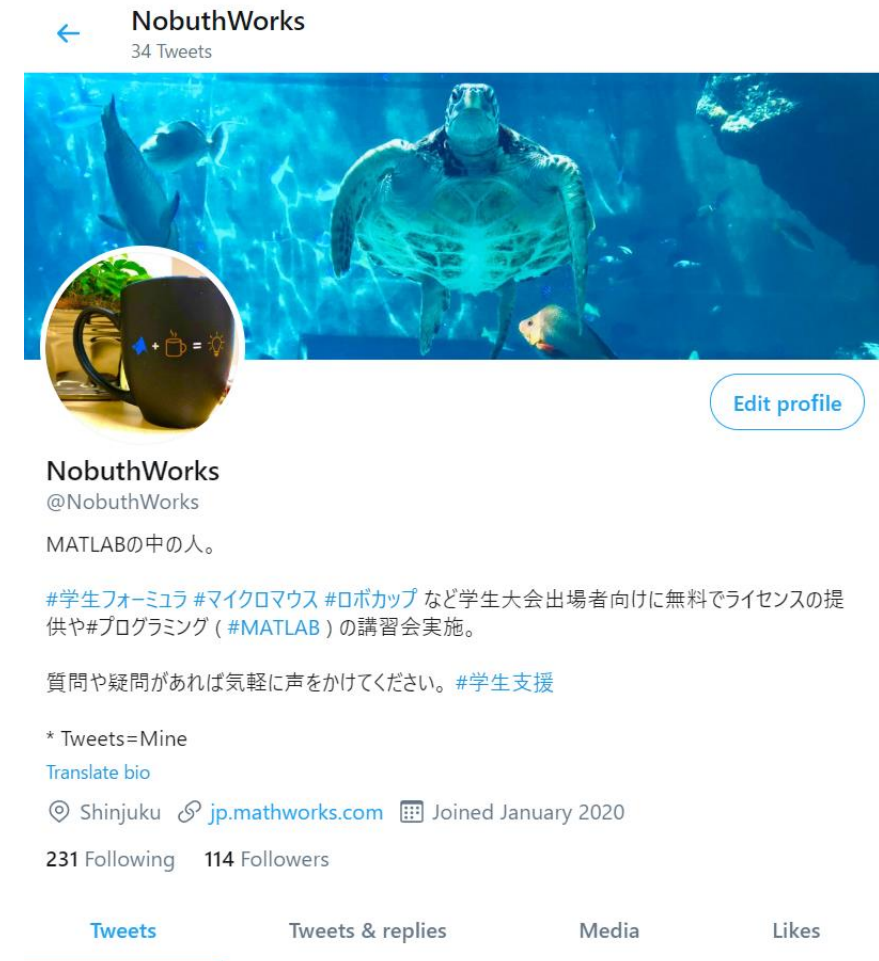 NobuthWorks
34 Tweets
+ =
Edit profile
NobuthWorks
@NobuthWorks
MATLABの中の人。
#学生フォーミュラ #マイクロマウス #ロボカップ など学生大会出場者向けに無料でライセンスの提
供や#プログラミング ( #MATLAB ) の講習会実施。
質問や疑問があれば気軽に声をかけてください。 #学生支援
* Tweets=Mine
Translate bio
Shinjuku jp.mathworks.com Joined January 2020
231 Following 114 Followers
Tweets Tweets & replies Media Likes